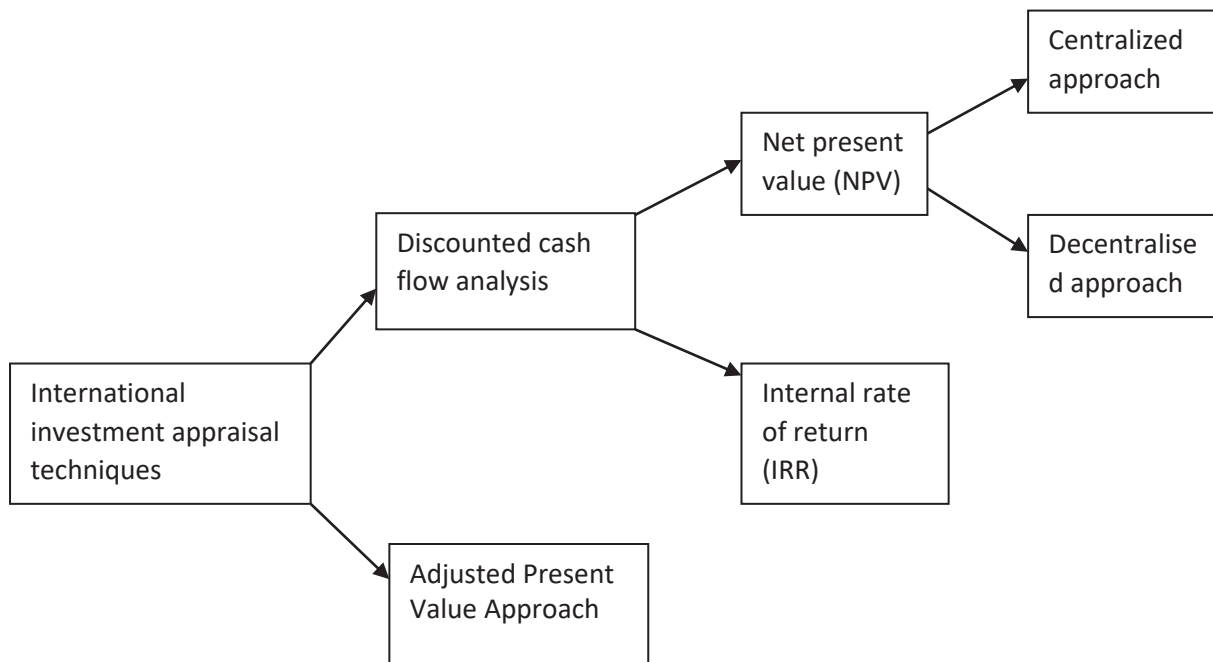 Centralized
approach
Net present
value (NPV)
Discounted cash
flow analysis
Decentralise
d approach
International
investment appraisal
techniques
Internal rate
of return
(IRR)
Adjusted Present
Value Approach